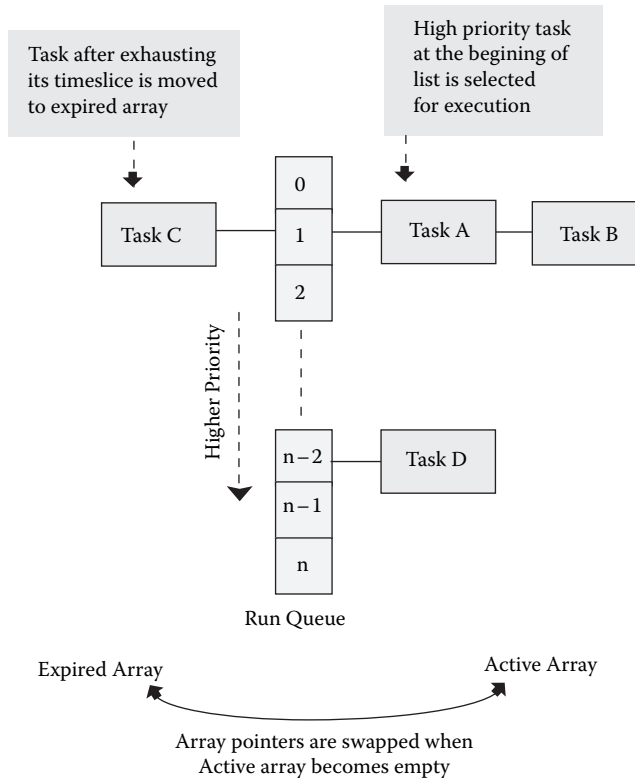 Task after exhausting
its timeslice is moved
to expired array
High priority task
at the begining of
list is selected
for execution
0
Task C
1
Task A
Task B
2
Higher Priority
n–2
Task D
n–1
n
Run Queue
Expired Array
Active Array
Array pointers are swapped when
Active array becomes empty